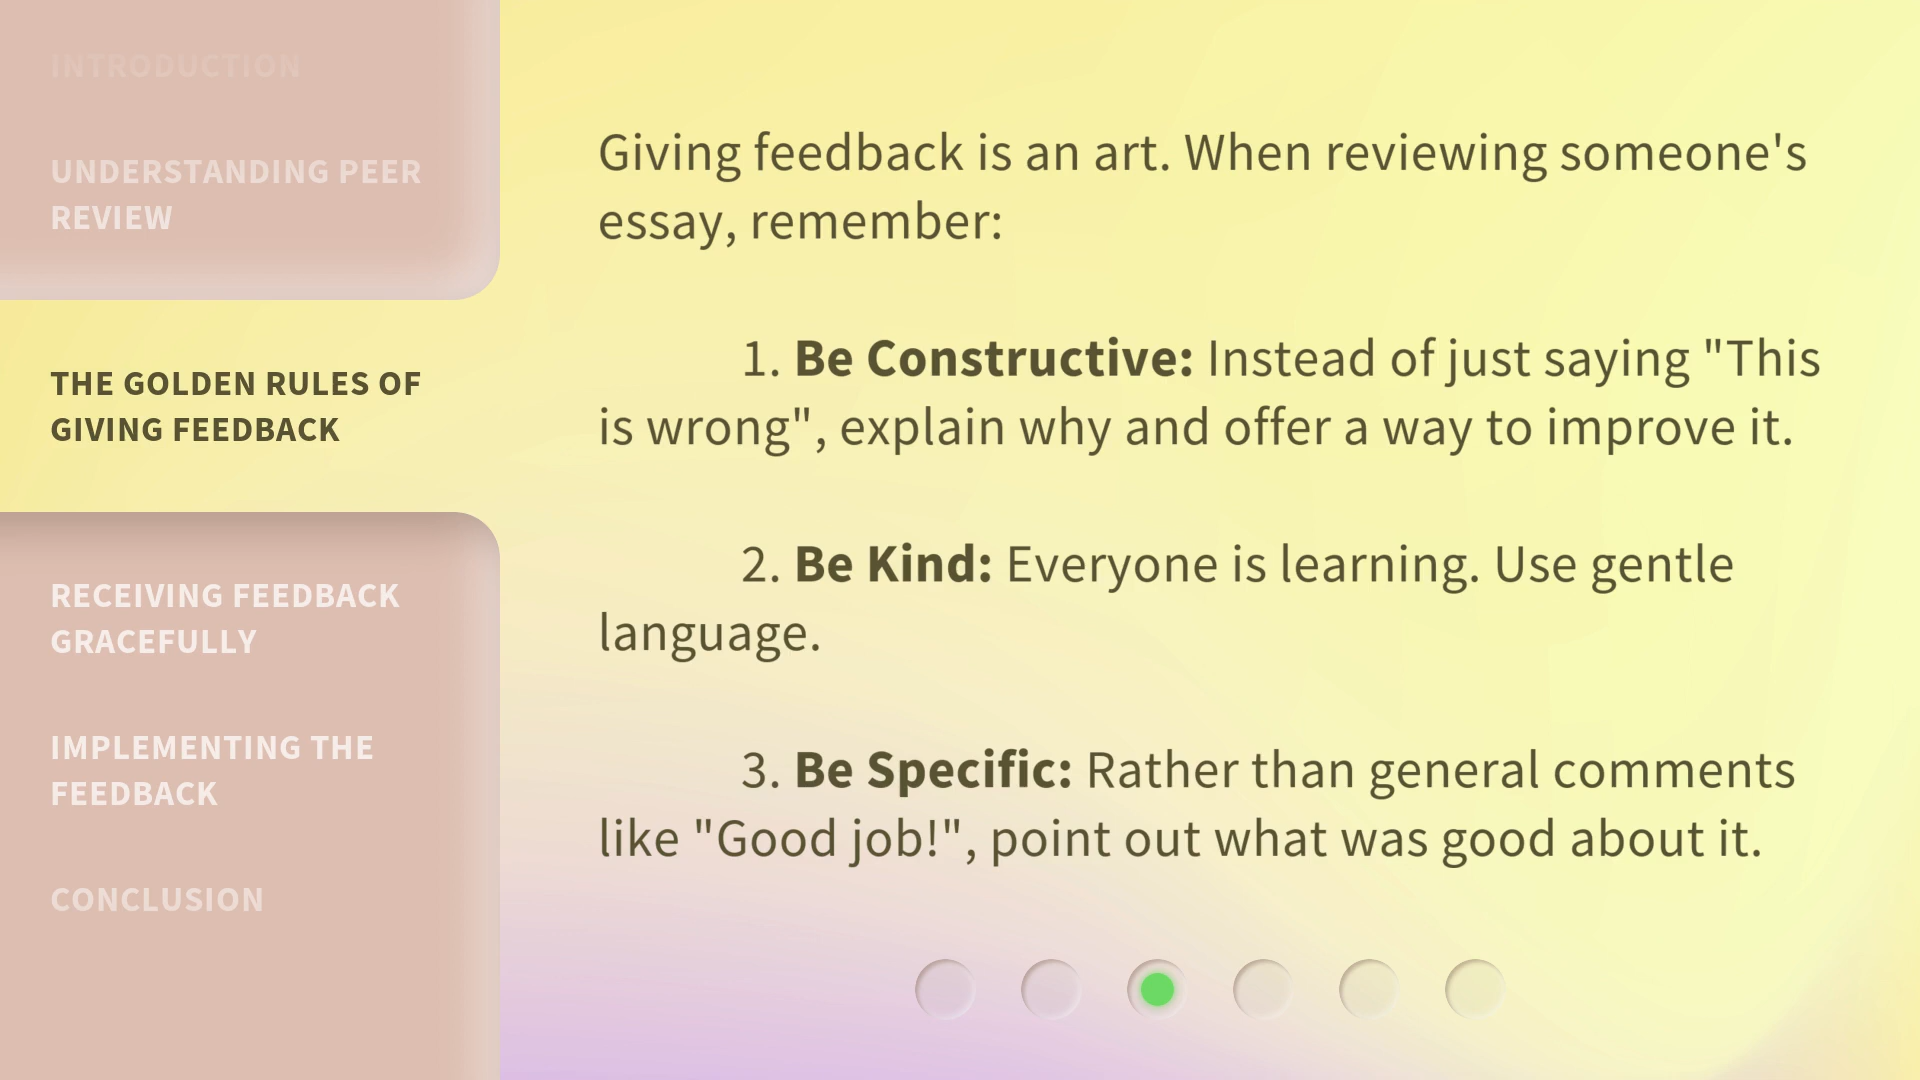 INTRODUCTION
UNDERSTANDING PEER
REVIEW
THE GOLDEN RULES OF
GIVING FEEDBACK
RECEIVING FEEDBACK
GRACEFULLY
IMPLEMENTING THE
FEEDBACK
CONCLUSION
Giving feedback is an art. When reviewing someone's
essay, remember:
1. Be Constructive: Instead of just saying "This
is wrong", explain why and offer a way to improve it.
2. Be Kind: Everyone is learning. Use gentle
language.
3. Be Specific: Rather than general comments
like "Good job!", point out what was good about it.